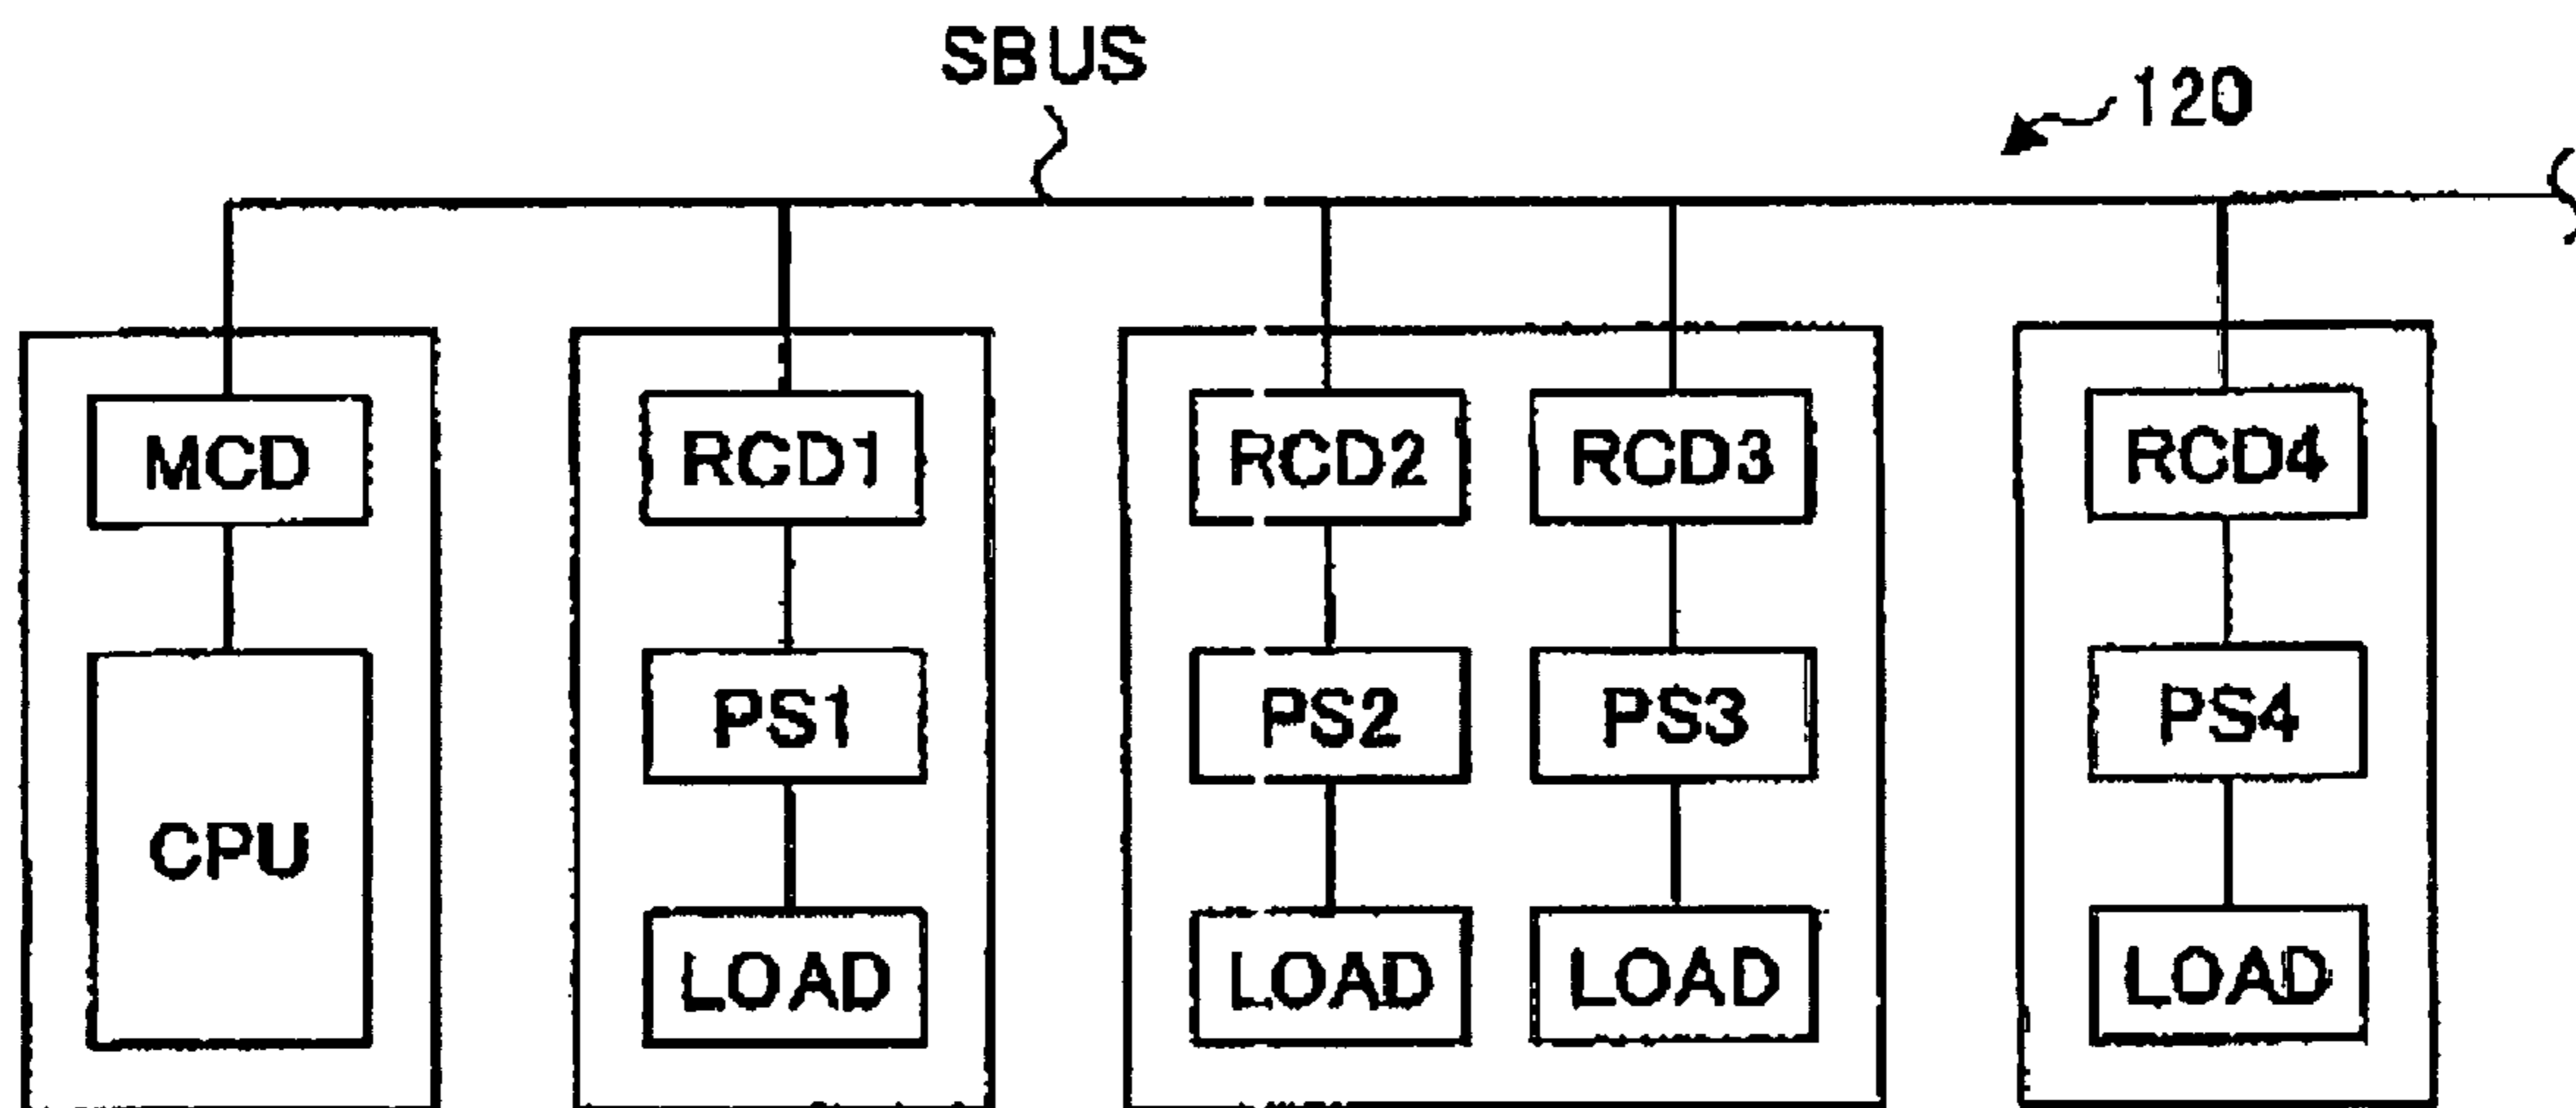 SBUS
120
MCD
RCD1
RCD2
RCD3
RCD4
CPU
PS1
PS2
PS3
PS4
LOAD
LOAD
LOAD
LOAD